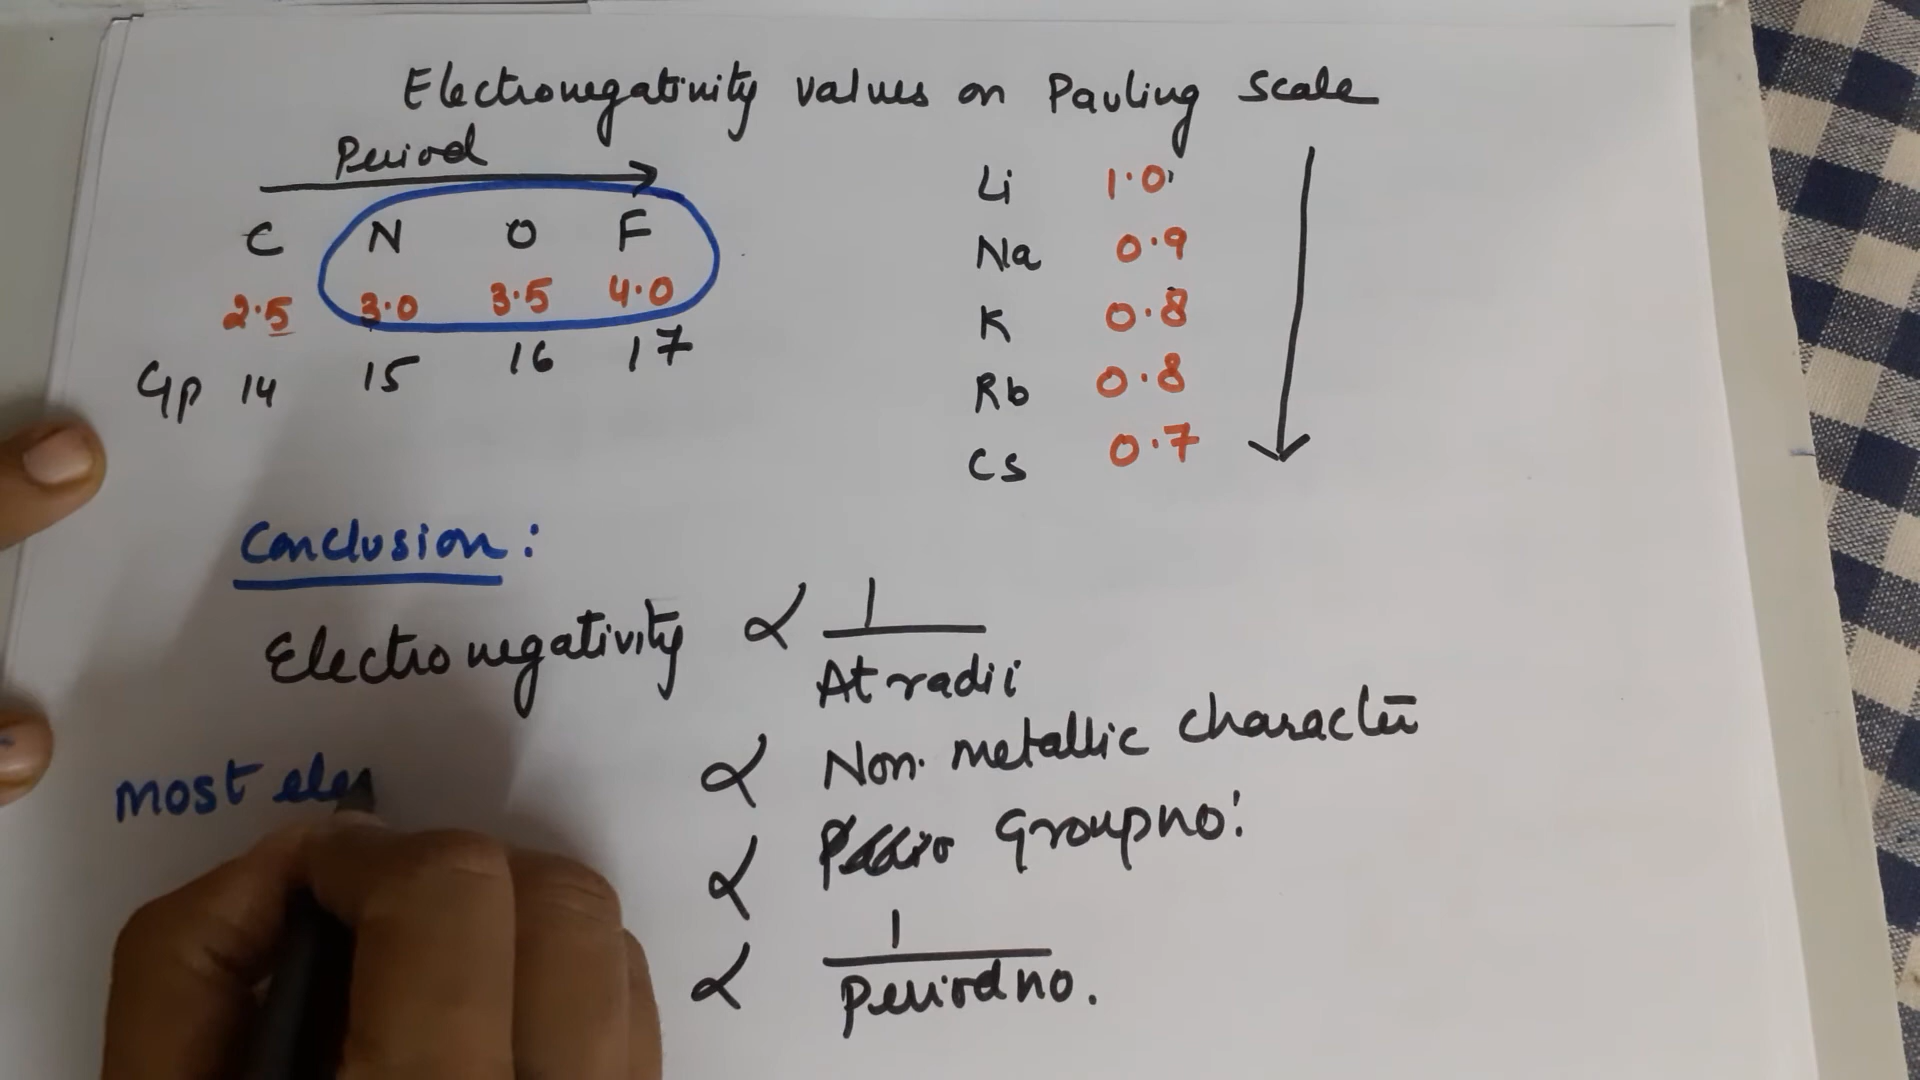 Electronegativity values on Pauling Scale
Period
C N O F
2.5 3.0 3.5 4.0
Gp 14 15 16 17
Li 1.0
Na 0.9
K 0.8
Rb 0.8
Cs 0.7
Conclusion:
Electronegativity ∝ 1
At radii
∝ Non. metallic character
∝ Group no:
∝ 1
Period no.
most ele